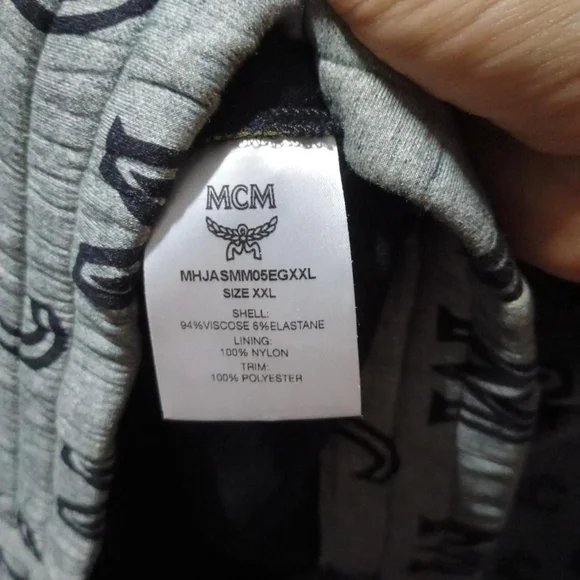 MCM
MHJASMM05EGXXL
SIZE XXL
SHELL:
94%VISCOSE 6%ELASTANE
LINING:
100% NYLON
TRIM:
100% POLYESTER